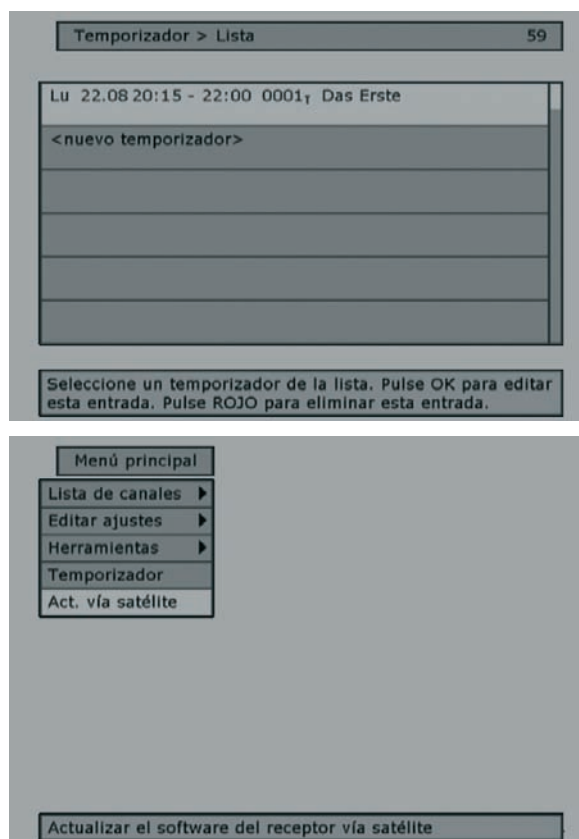 Temporizador > Lista 59
Lu 22.08 20:15 - 22:00 0001T Das Erste
<nuevo temporizador>
Seleccione un temporizador de la lista. Pulse OK para editar
esta entrada. Pulse ROJO para eliminar esta entrada.
Menú principal
Lista de canales
Editar ajustes
Herramientas
Temporizador
Act. vía satélite
Actualizar el software del receptor vía satélite